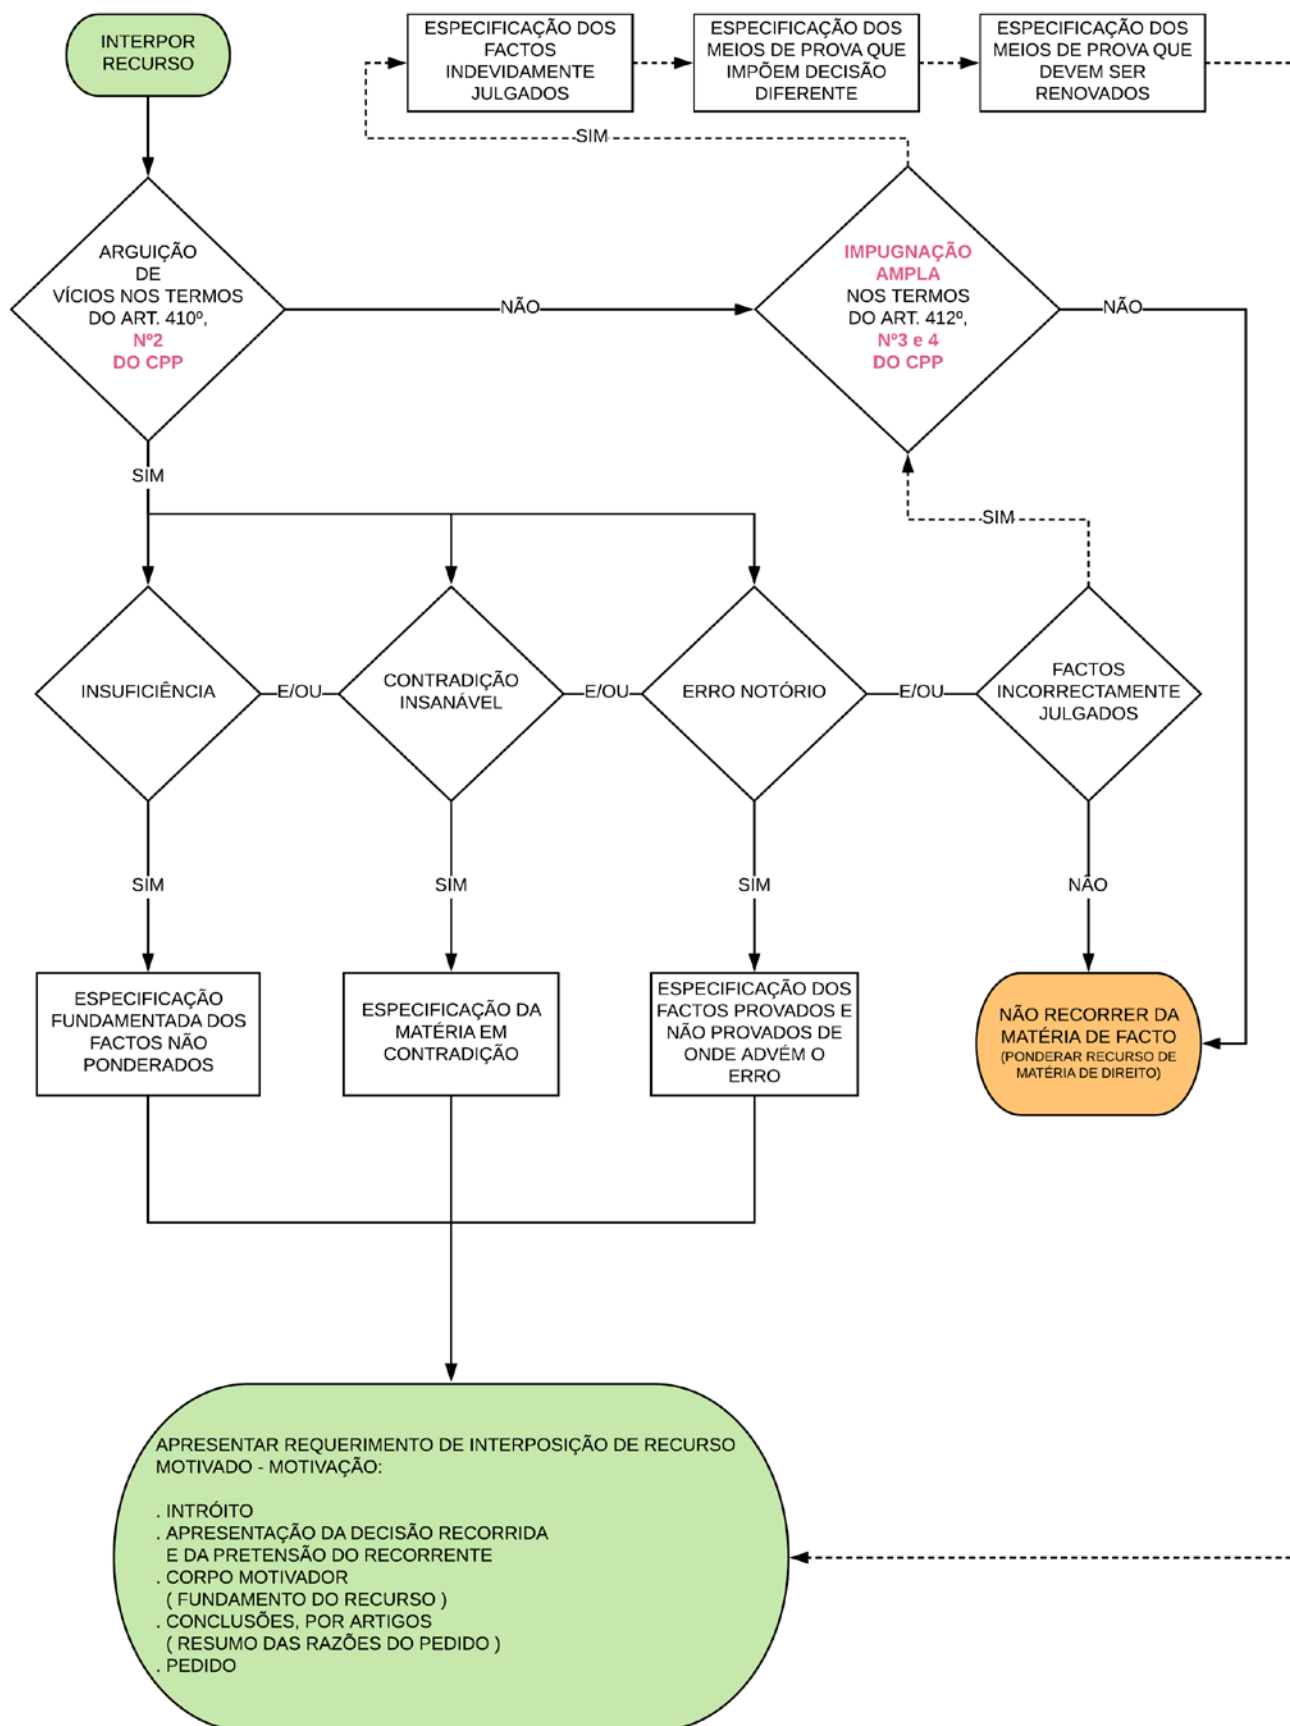 INTERPOR
RECURSO
ESPECIFICAÇÃO DOS
FACTOS
INDEVIDAMENTE
JULGADOS
ESPECIFICAÇÃO DOS
MEIOS DE PROVA QUE
IMPÕEM DECISÃO
DIFERENTE
ESPECIFICAÇÃO DOS
MEIOS DE PROVA QUE
DEVEM SER
RENOVADOS
SIM
ARGUIÇÃO
DE
VÍCIOS NOS TERMOS
DO ART. 410º,
Nº2
DO CPP
NÃO
IMPUGNAÇÃO
AMPLA
NOS TERMOS
DO ART. 412º,
Nº3 e 4
DO CPP
NÃO
SIM
SIM
INSUFICIÊNCIA
E/OU
CONTRADIÇÃO
INSANÁVEL
E/OU
ERRO NOTÓRIO
E/OU
FACTOS
INCORRECTAMENTE
JULGADOS
SIM
SIM
SIM
NÃO
ESPECIFICAÇÃO
FUNDAMENTADA DOS
FACTOS NÃO
PONDERADOS
ESPECIFICAÇÃO DA
MATÉRIA EM
CONTRADIÇÃO
ESPECIFICAÇÃO DOS
FACTOS PROVADOS E
NÃO PROVADOS DE
ONDE ADVÉM O
ERRO
NÃO RECORRER DA
MATÉRIA DE FACTO
(PONDERAR RECURSO DE
MATÉRIA DE DIREITO)
APRESENTAR REQUERIMENTO DE INTERPOSIÇÃO DE RECURSO
MOTIVADO - MOTIVAÇÃO:
. INTRÓITO
. APRESENTAÇÃO DA DECISÃO RECORRIDA
E DA PRETENSÃO DO RECORRENTE
. CORPO MOTIVADOR
( FUNDAMENTO DO RECURSO )
. CONCLUSÕES, POR ARTIGOS
( RESUMO DAS RAZÕES DO PEDIDO )
. PEDIDO